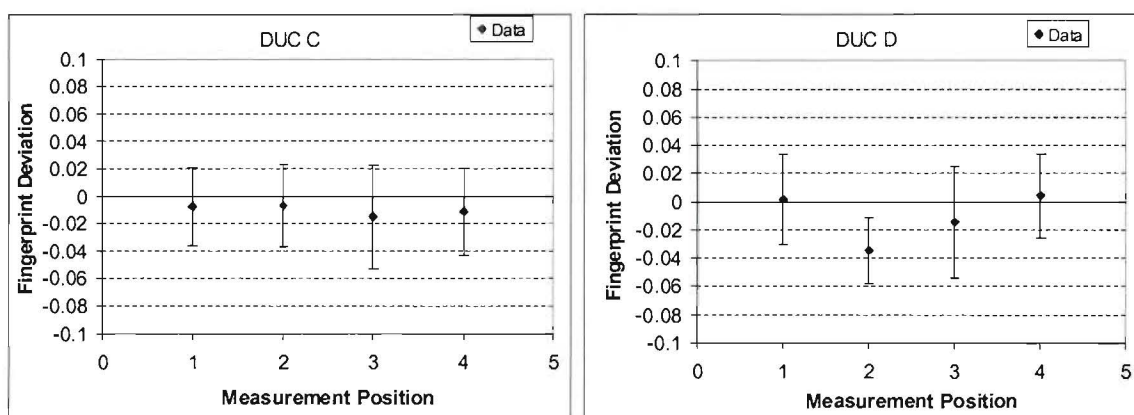 DUC C
Data
0.1
0.08
0.06
0.04
0.02
0
-0.02
-0.04
-0.06
-0.08
-0.1
Fingerprint Deviation
0 1 2 3 4 5
Measurement Position
DUC D
Data
0.1
0.08
0.06
0.04
0.02
0
-0.02
-0.04
-0.06
-0.08
-0.1
Fingerprint Deviation
0 1 2 3 4 5
Measurement Position